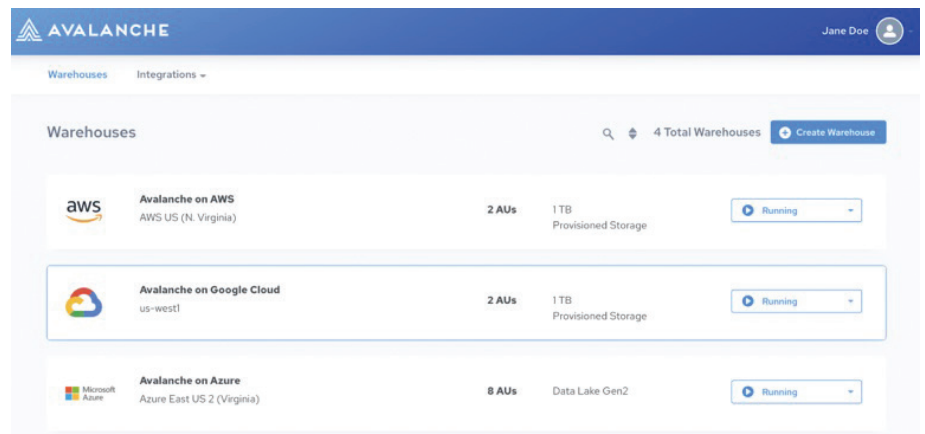 AVALANCHE
Jane Doe
Warehouses
Integrations
Warehouses
4 Total Warehouses
Create Warehouse
aws
Avalanche on AWS
AWS US (N. Virginia)
2 AUs
1 TB
Provisioned Storage
Running
Avalanche on Google Cloud
us-west1
2 AUs
1 TB
Provisioned Storage
Running
Microsoft
Azure
Avalanche on Azure
Azure East US 2 (Virginia)
8 AUs
Data Lake Gen2
Running